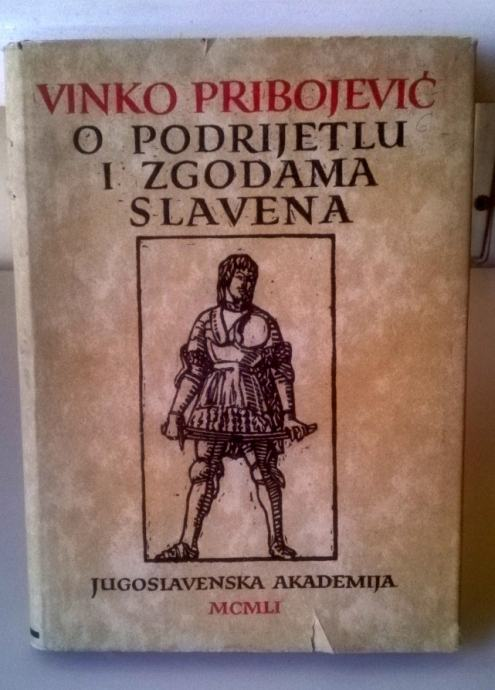 VINKO PRIBOJEVIĆ
O PODRIJETLU
I ZGODAMA
SLAVENA
JUGOSLAVENSKA AKADEMIJA
MCMLI